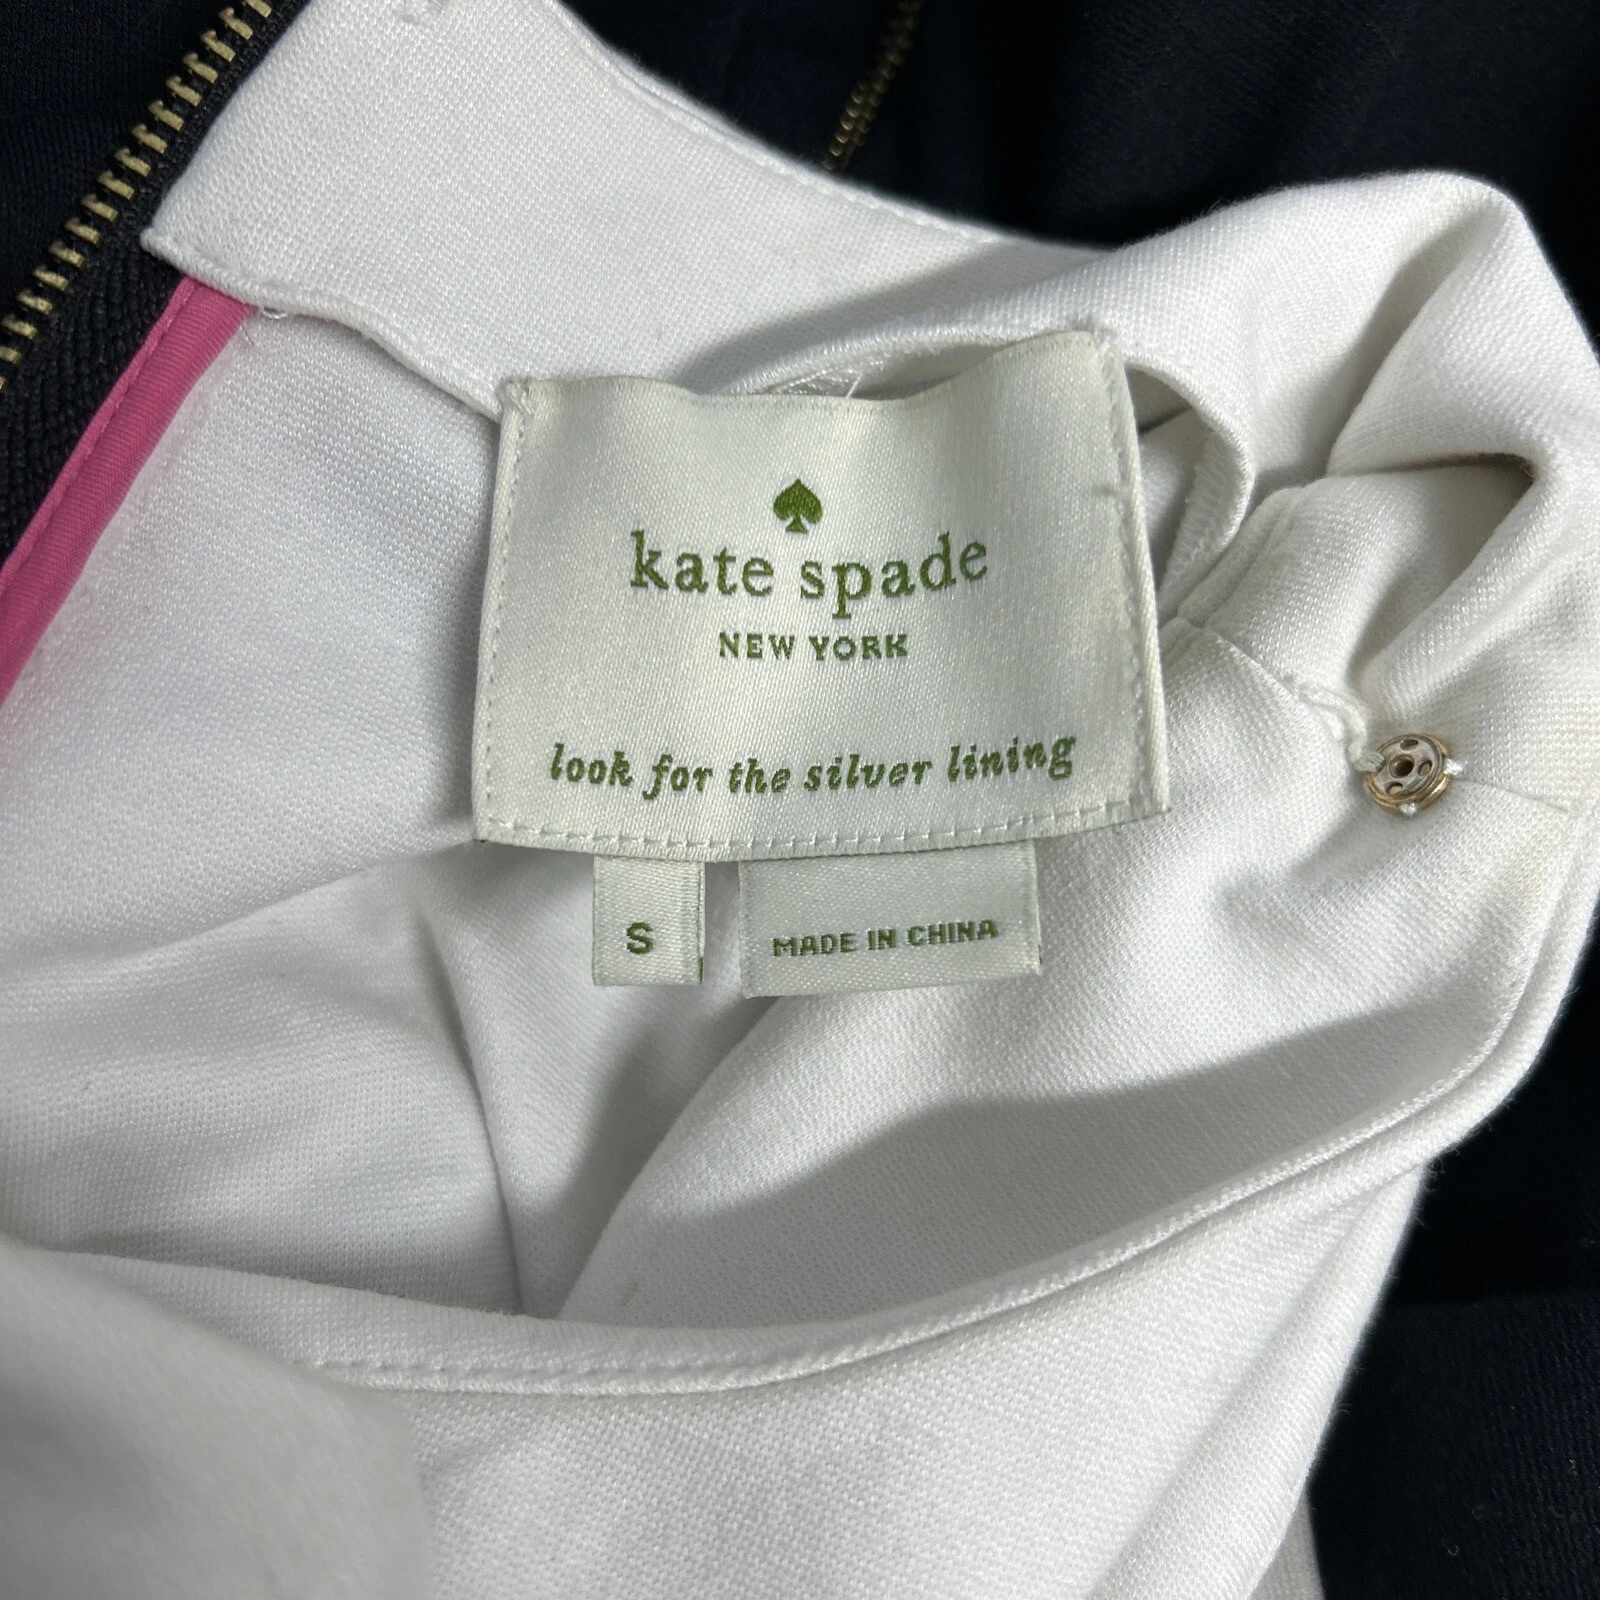 kate spade
NEW YORK
look for the silver lining
S
MADE IN CHINA